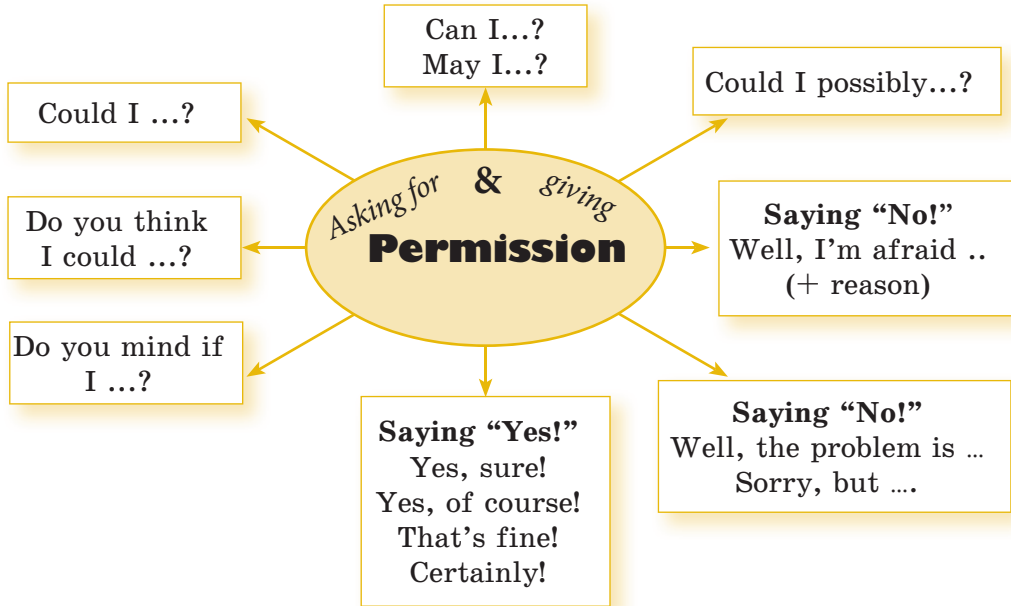 Can I...?
May I...?
Could I possibly...?
Could I ...?
Asking for & giving
Permission
Do you think
I could ...?
Saying “No!”
Well, I’m afraid ..
(+ reason)
Do you mind if
I ...?
Saying “Yes!”
Yes, sure!
Yes, of course!
That’s fine!
Certainly!
Saying “No!”
Well, the problem is …
Sorry, but ….